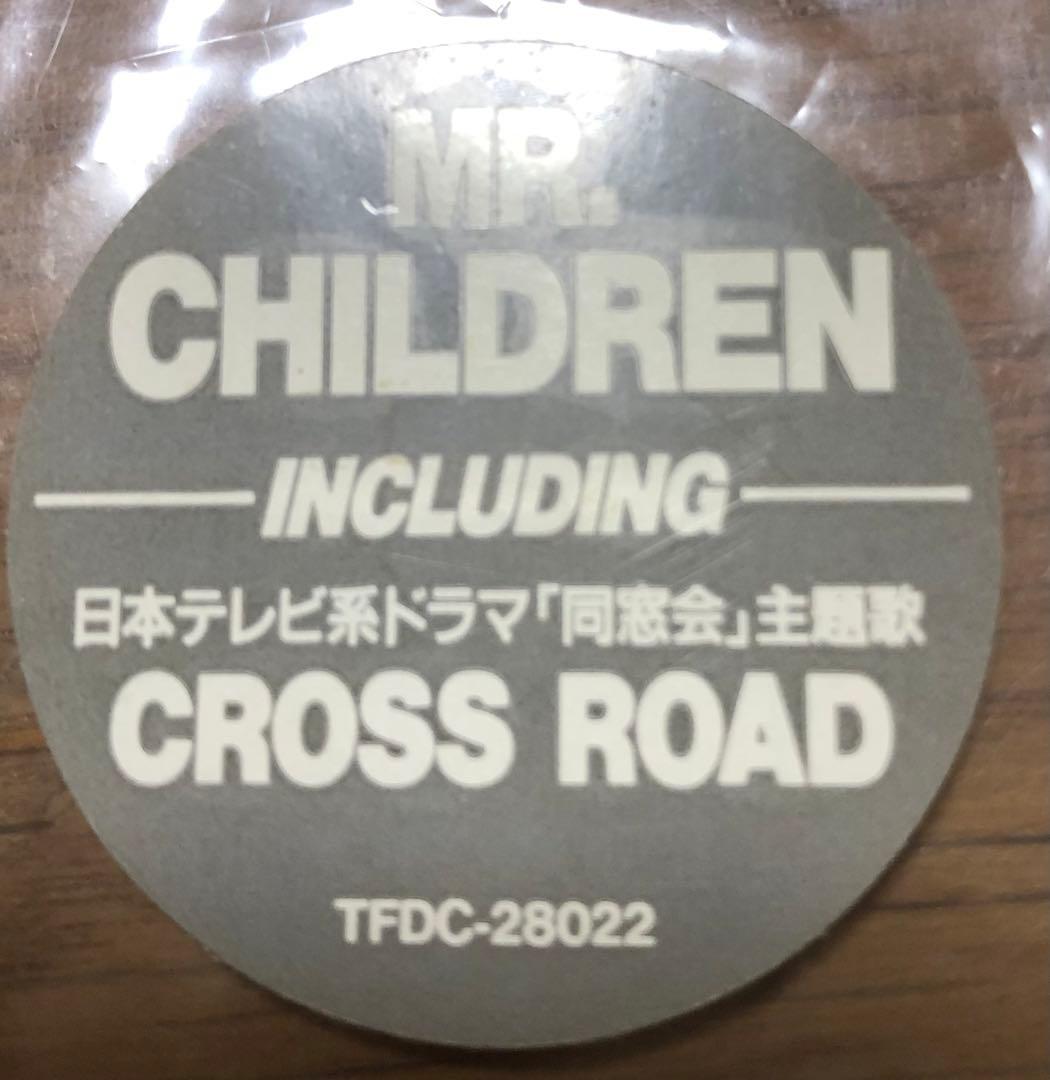 MR.
CHILDREN
INCLUDING
日本テレビ系ドラマ「同窓会」主題歌
CROSS ROAD
TFDC-28022